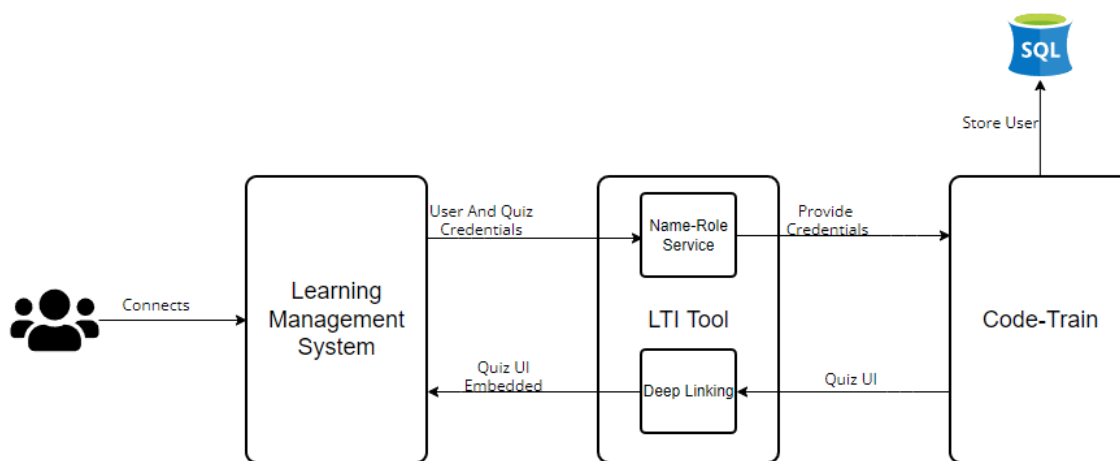 SQL
Store User
User And Quiz
Credentials
Name-Role
Service
Provide
Credentials
Connects
Learning
Management
System
LTI Tool
Code-Train
Quiz UI
Embedded
Deep Linking
Quiz UI